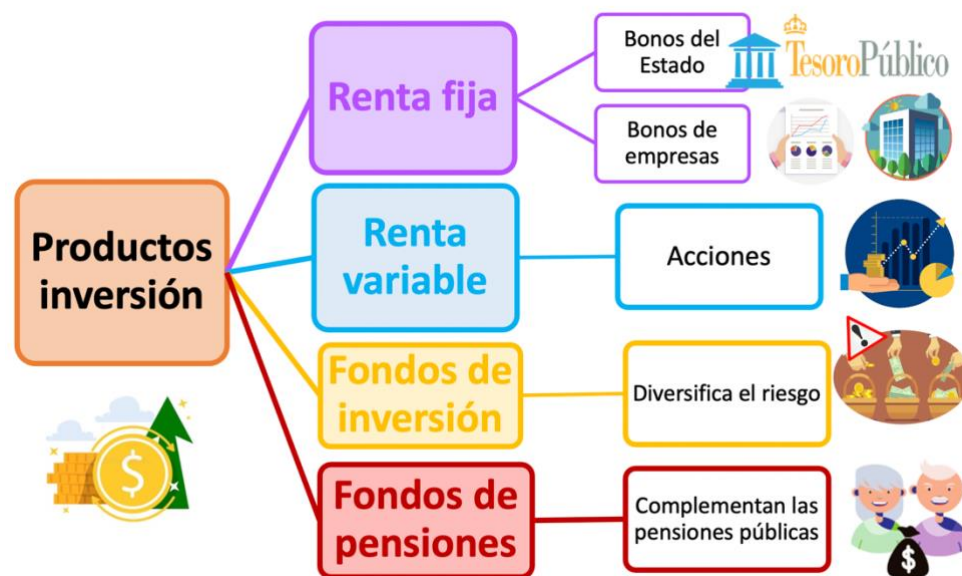 Productos
inversión
Renta fija
Bonos del
Estado
TesoroPúblico
Bonos de
empresas
Renta
variable
Acciones
Fondos de
inversión
Diversifica el riesgo
Fondos de
pensiones
Complementan las
pensiones públicas
$
!
$